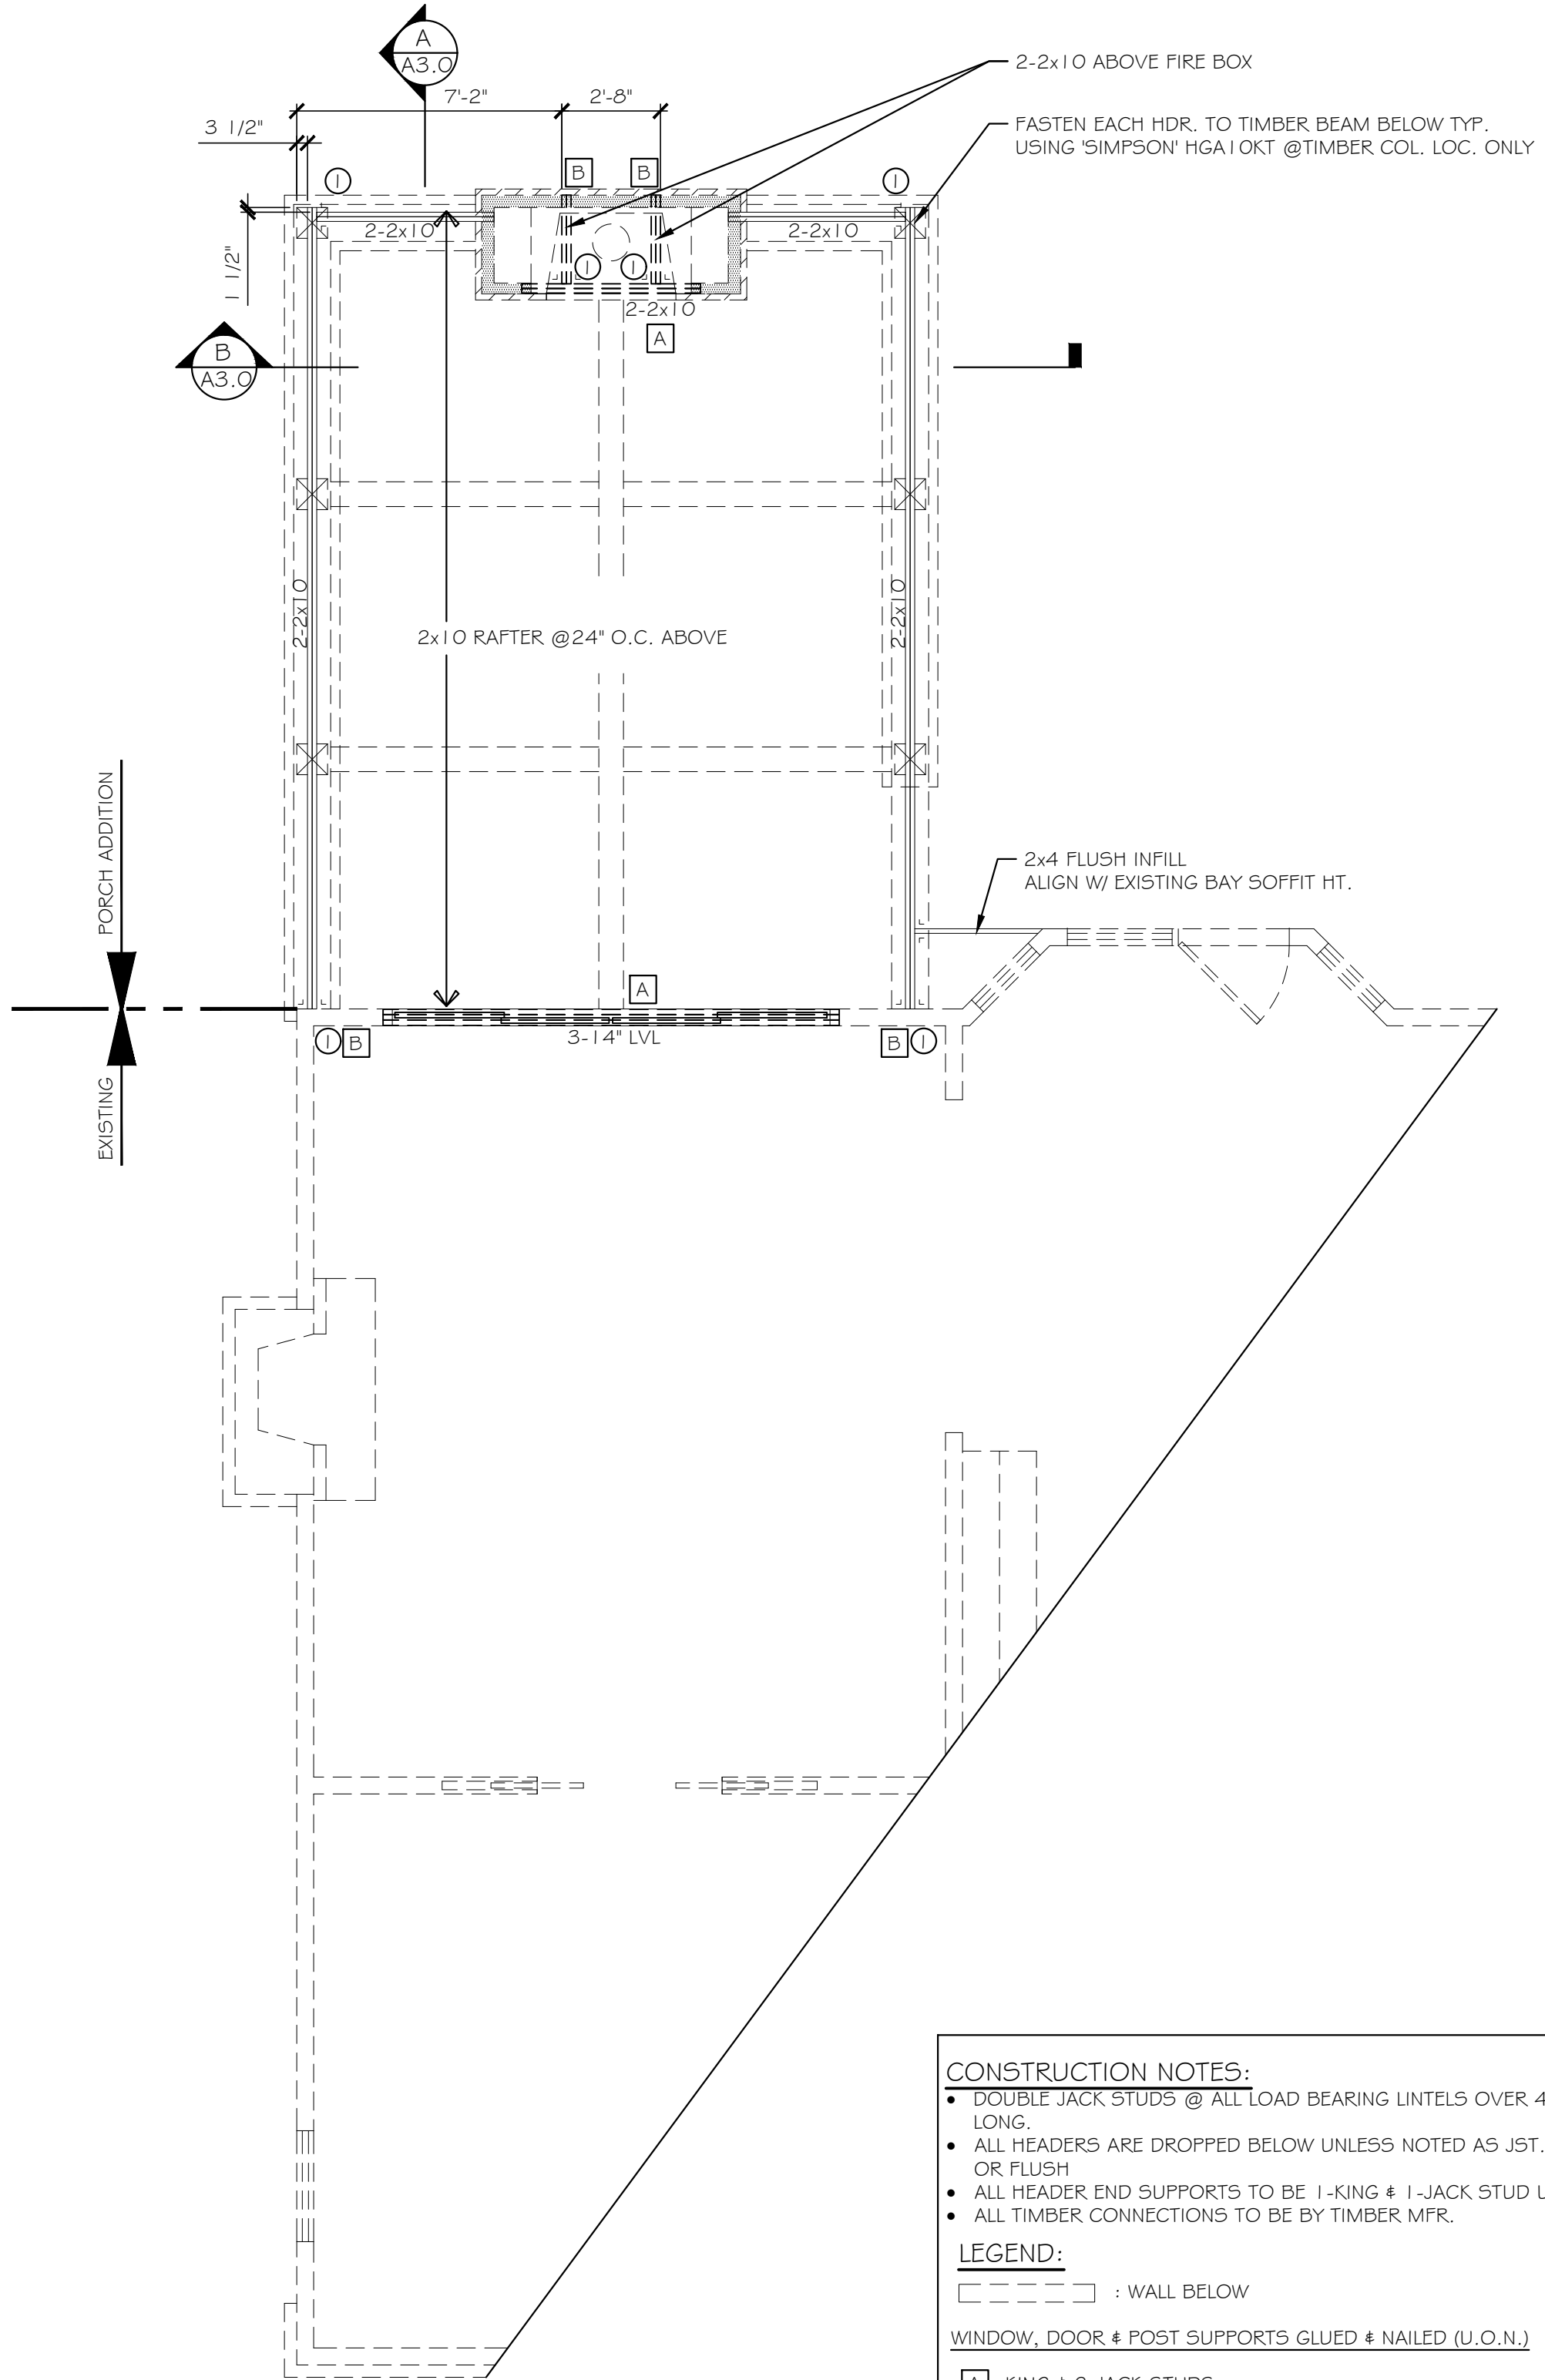 A
A3.0
2-2x10 ABOVE FIRE BOX
7'-2"
2'-8"
3 1/2"
FASTEN EACH HDR. TO TIMBER BEAM BELOW TYP.
USING 'SIMPSON' HGA10KT @TIMBER COL. LOC. ONLY
B
B
1
1
2-2x10
2-2x10
1 1/2"
1
1
2-2x10
A
B
A3.0
2-2x10
2-2x10
2x10 RAFTER @24" O.C. ABOVE
PORCH ADDITION
2x4 FLUSH INFILL
ALIGN W/ EXISTING BAY SOFFIT HT.
A
3-14" LVL
1
B
B
1
EXISTING
CONSTRUCTION NOTES:
• DOUBLE JACK STUDS @ ALL LOAD BEARING LINTELS OVER 4
LONG.
• ALL HEADERS ARE DROPPED BELOW UNLESS NOTED AS JST.
OR FLUSH
• ALL HEADER END SUPPORTS TO BE 1-KING & 1-JACK STUD U
• ALL TIMBER CONNECTIONS TO BE BY TIMBER MFR.
LEGEND:
: WALL BELOW
WINDOW, DOOR & POST SUPPORTS GLUED & NAILED (U.O.N.)